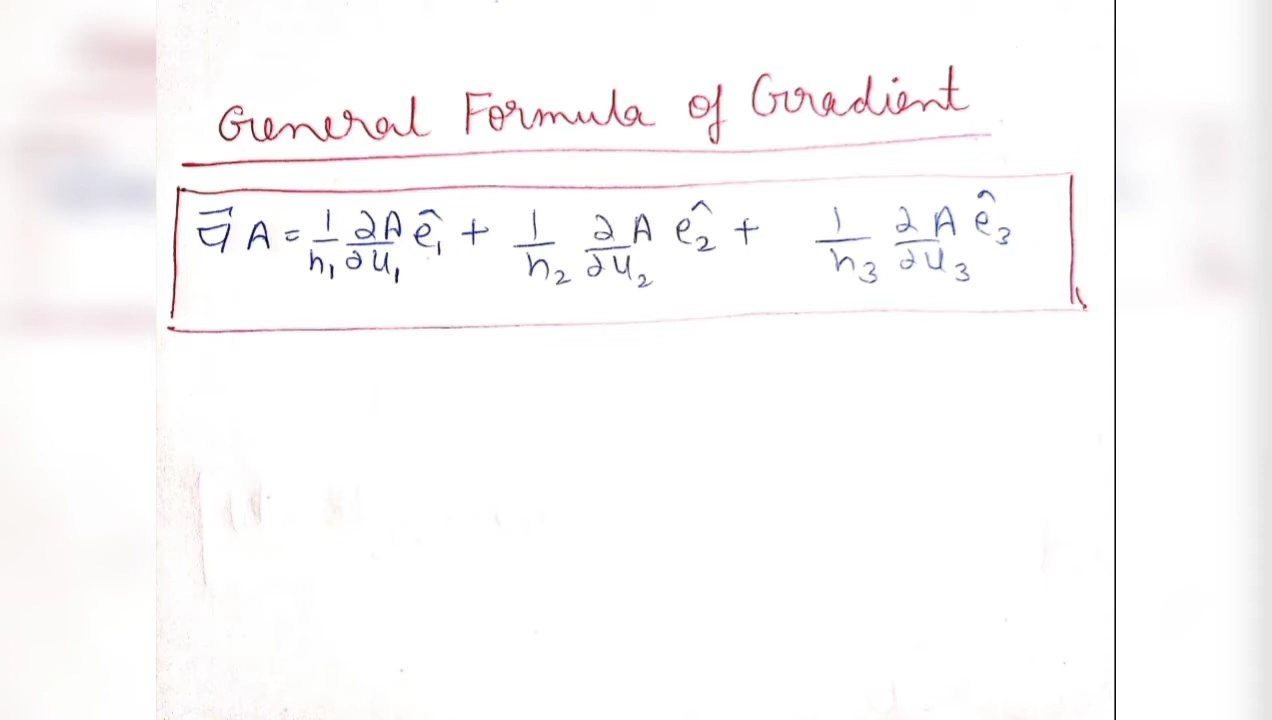 General Formula of Gradient
∇⃗ A = 1/h₁ ∂A/∂u₁ ê₁ + 1/h₂ ∂A/∂u₂ ê₂ + 1/h₃ ∂A/∂u₃ ê₃